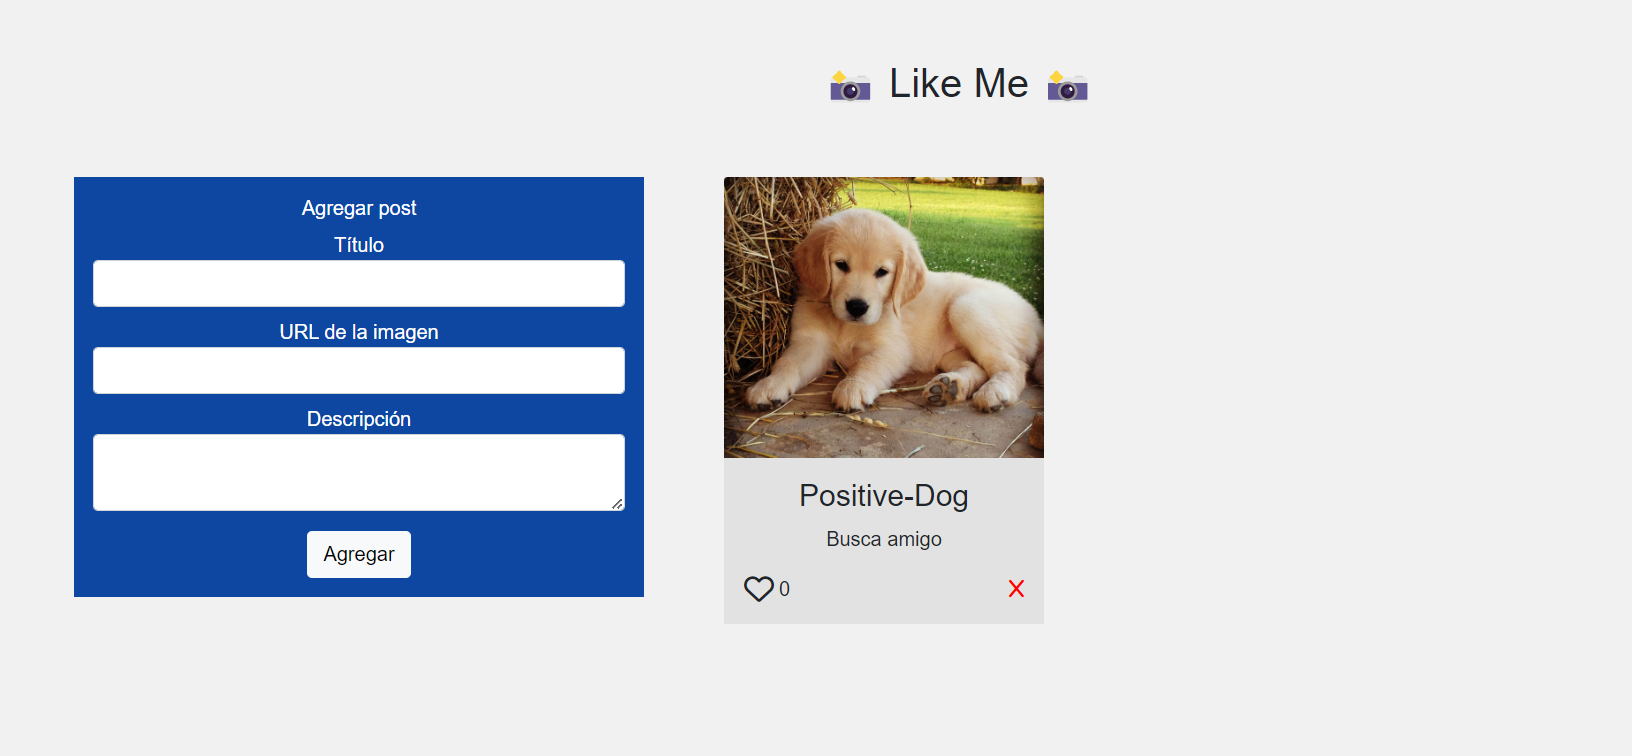 📸 Like Me 📸
Agregar post
Título
URL de la imagen
Descripción
Agregar
Positive-Dog
Busca amigo
0
X